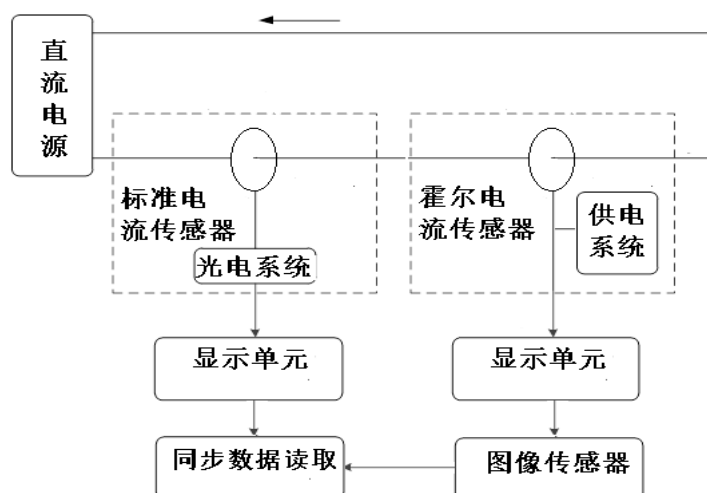 直
流
电
源
标准电
流传感器
光电系统
霍尔电
流传感器
供电
系统
显示单元
显示单元
同步数据读取
图像传感器